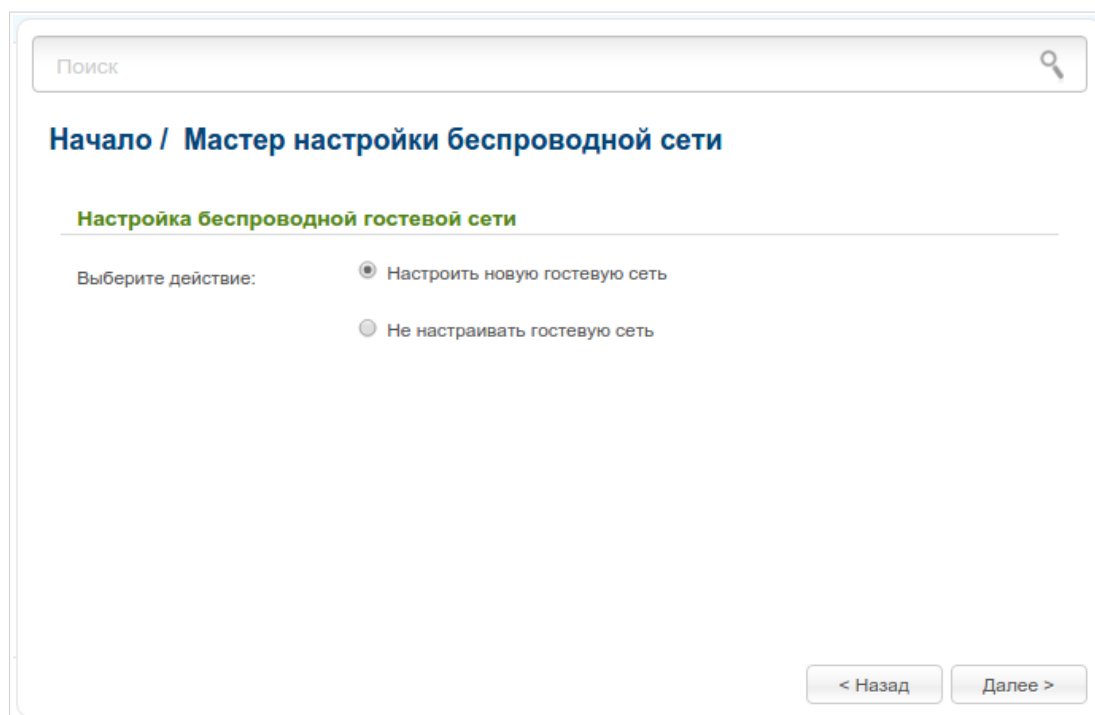 Поиск
Начало / Мастер настройки беспроводной сети
Настройка беспроводной гостевой сети
Выберите действие:
Настроить новую гостевую сеть
Не настраивать гостевую сеть
< Назад
Далее >